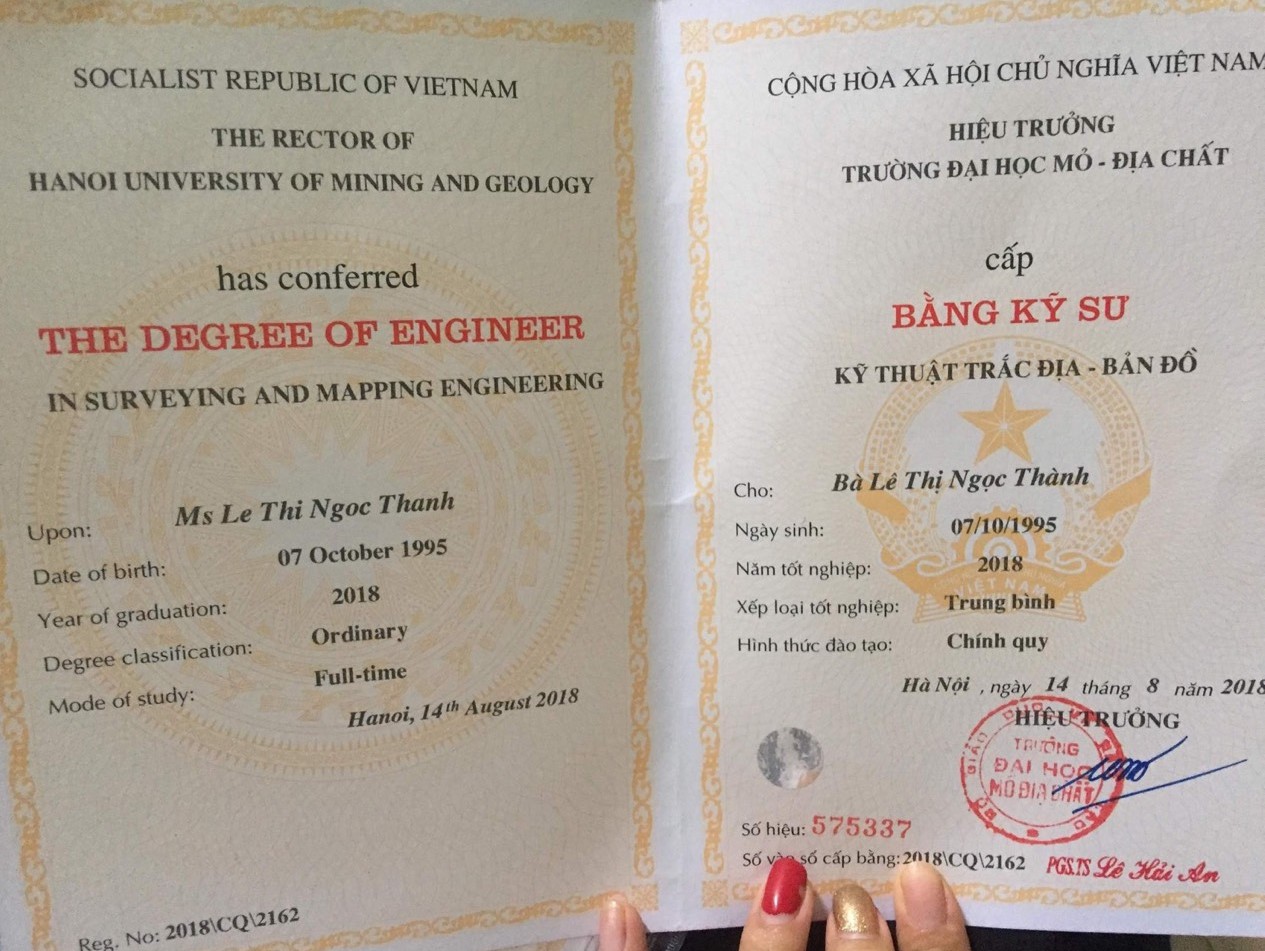 SOCIALIST REPUBLIC OF VIETNAM
THE RECTOR OF
HANOI UNIVERSITY OF MINING AND GEOLOGY
has conferred
THE DEGREE OF ENGINEER
IN SURVEYING AND MAPPING ENGINEERING
Upon: Ms Le Thi Ngoc Thanh
Date of birth: 07 October 1995
Year of graduation: 2018
Degree classification: Ordinary
Mode of study: Full-time
Hanoi, 14th August 2018
Reg. No: 2018\CQ\2162
CỘNG HÒA XÃ HỘI CHỦ NGHĨA VIỆT NAM
HIỆU TRƯỞNG
TRƯỜNG ĐẠI HỌC MỎ - ĐỊA CHẤT
cấp
BẰNG KỸ SƯ
KỸ THUẬT TRẮC ĐỊA - BẢN ĐỒ
Cho: Bà Lê Thị Ngọc Thành
Ngày sinh: 07/10/1995
Năm tốt nghiệp: 2018
Xếp loại tốt nghiệp: Trung bình
Hình thức đào tạo: Chính quy
Hà Nội , ngày 14 tháng 8 năm 2018
HIỆU TRƯỞNG
TRƯỜNG
ĐẠI HỌC
MỎ ĐỊA CHẤT
Số hiệu: 575337
Số vào sổ cấp bằng: 2018\CQ\2162
PGS.TS Lê Hải An
VIỆT NAM